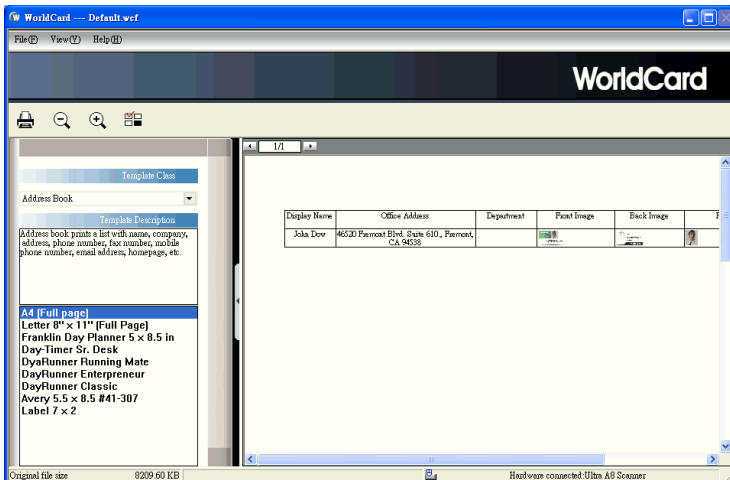 WorldCard --- Default.wcf
File(F) View(V) Help(H)
WorldCard
1/1
Template Class
Address Book
Template Description
Address book prints a list with name, company,
address, phone number, fax number, mobile
phone number, email address, homepage, etc.
A4 (Full page)
Letter 8" x 11" (Full Page)
Franklin Day Planner 5 x 8.5 in
Day-Timer Sr. Desk
DyaRunner Running Mate
DayRunner Enterpreneur
DayRunner Classic
Avery 5.5 x 8.5 #41-307
Label 7 x 2
Display Name Office Address Department Front Image Back Image
John Dow 46520 Fremont Blvd. Suite 610., Fremont,
CA 94538
Original file size 8209.60 KB Hardware connected:Ultra A8 Scanner